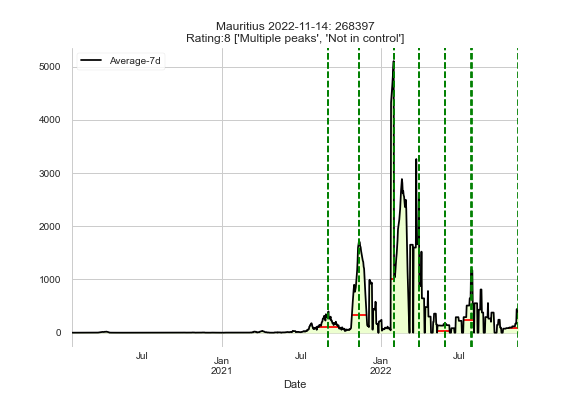 Mauritius 2022-11-14: 268397
Rating:8 ['Multiple peaks', 'Not in control']
Average-7d
5000
4000
3000
2000
1000
0
Jul
Jan
2021
Jul
Jan
2022
Jul
Date